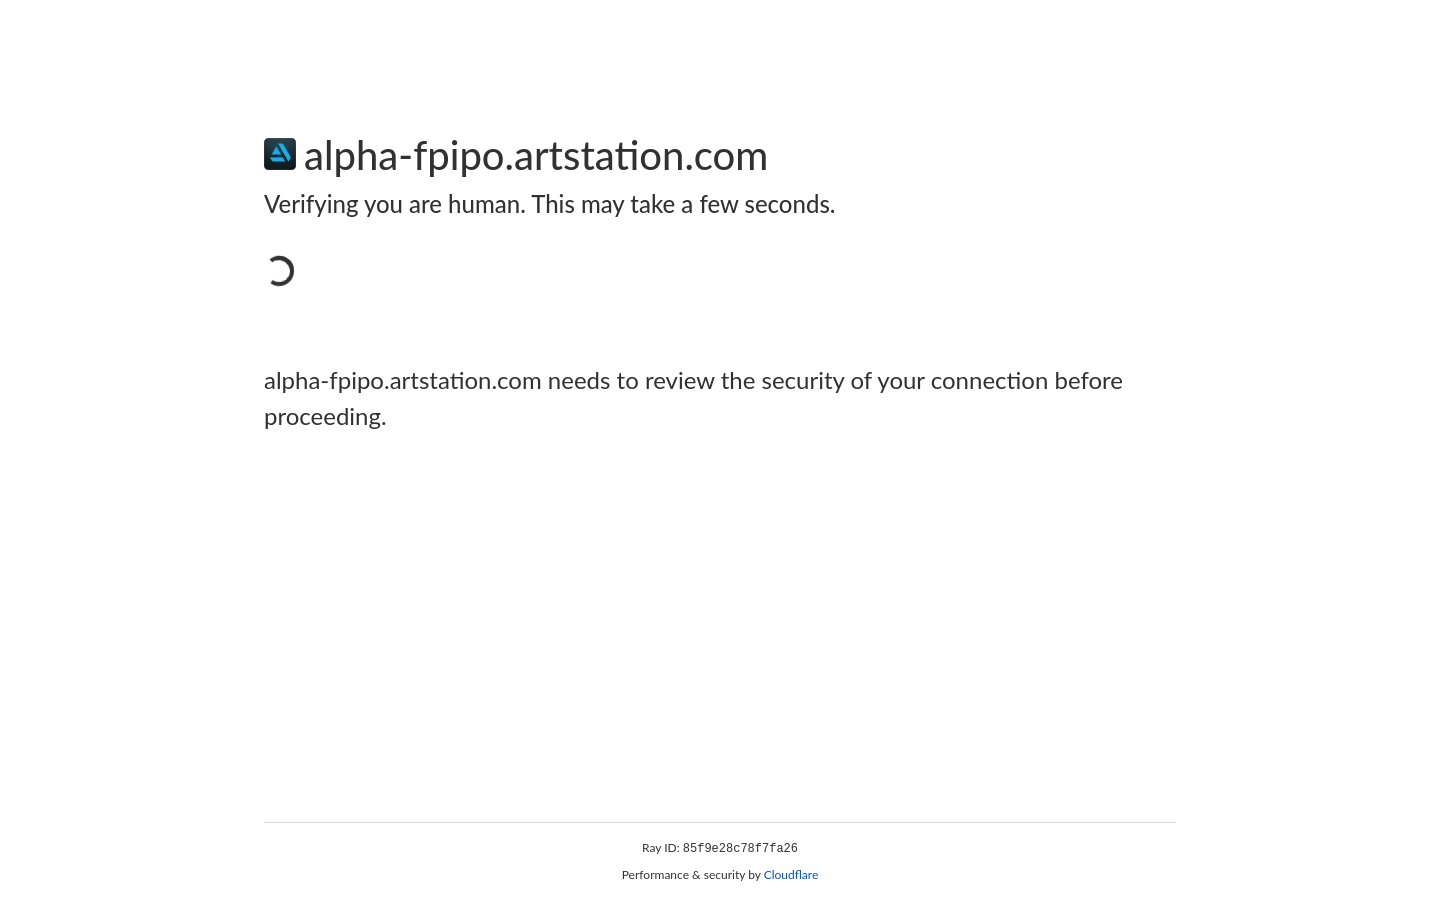 alpha-fpipo.artstation.com
Verifying you are human. This may take a few seconds.
alpha-fpipo.artstation.com needs to review the security of your connection before
proceeding.
Ray ID: 85f9e28c78f7fa26
Performance & security by Cloudflare